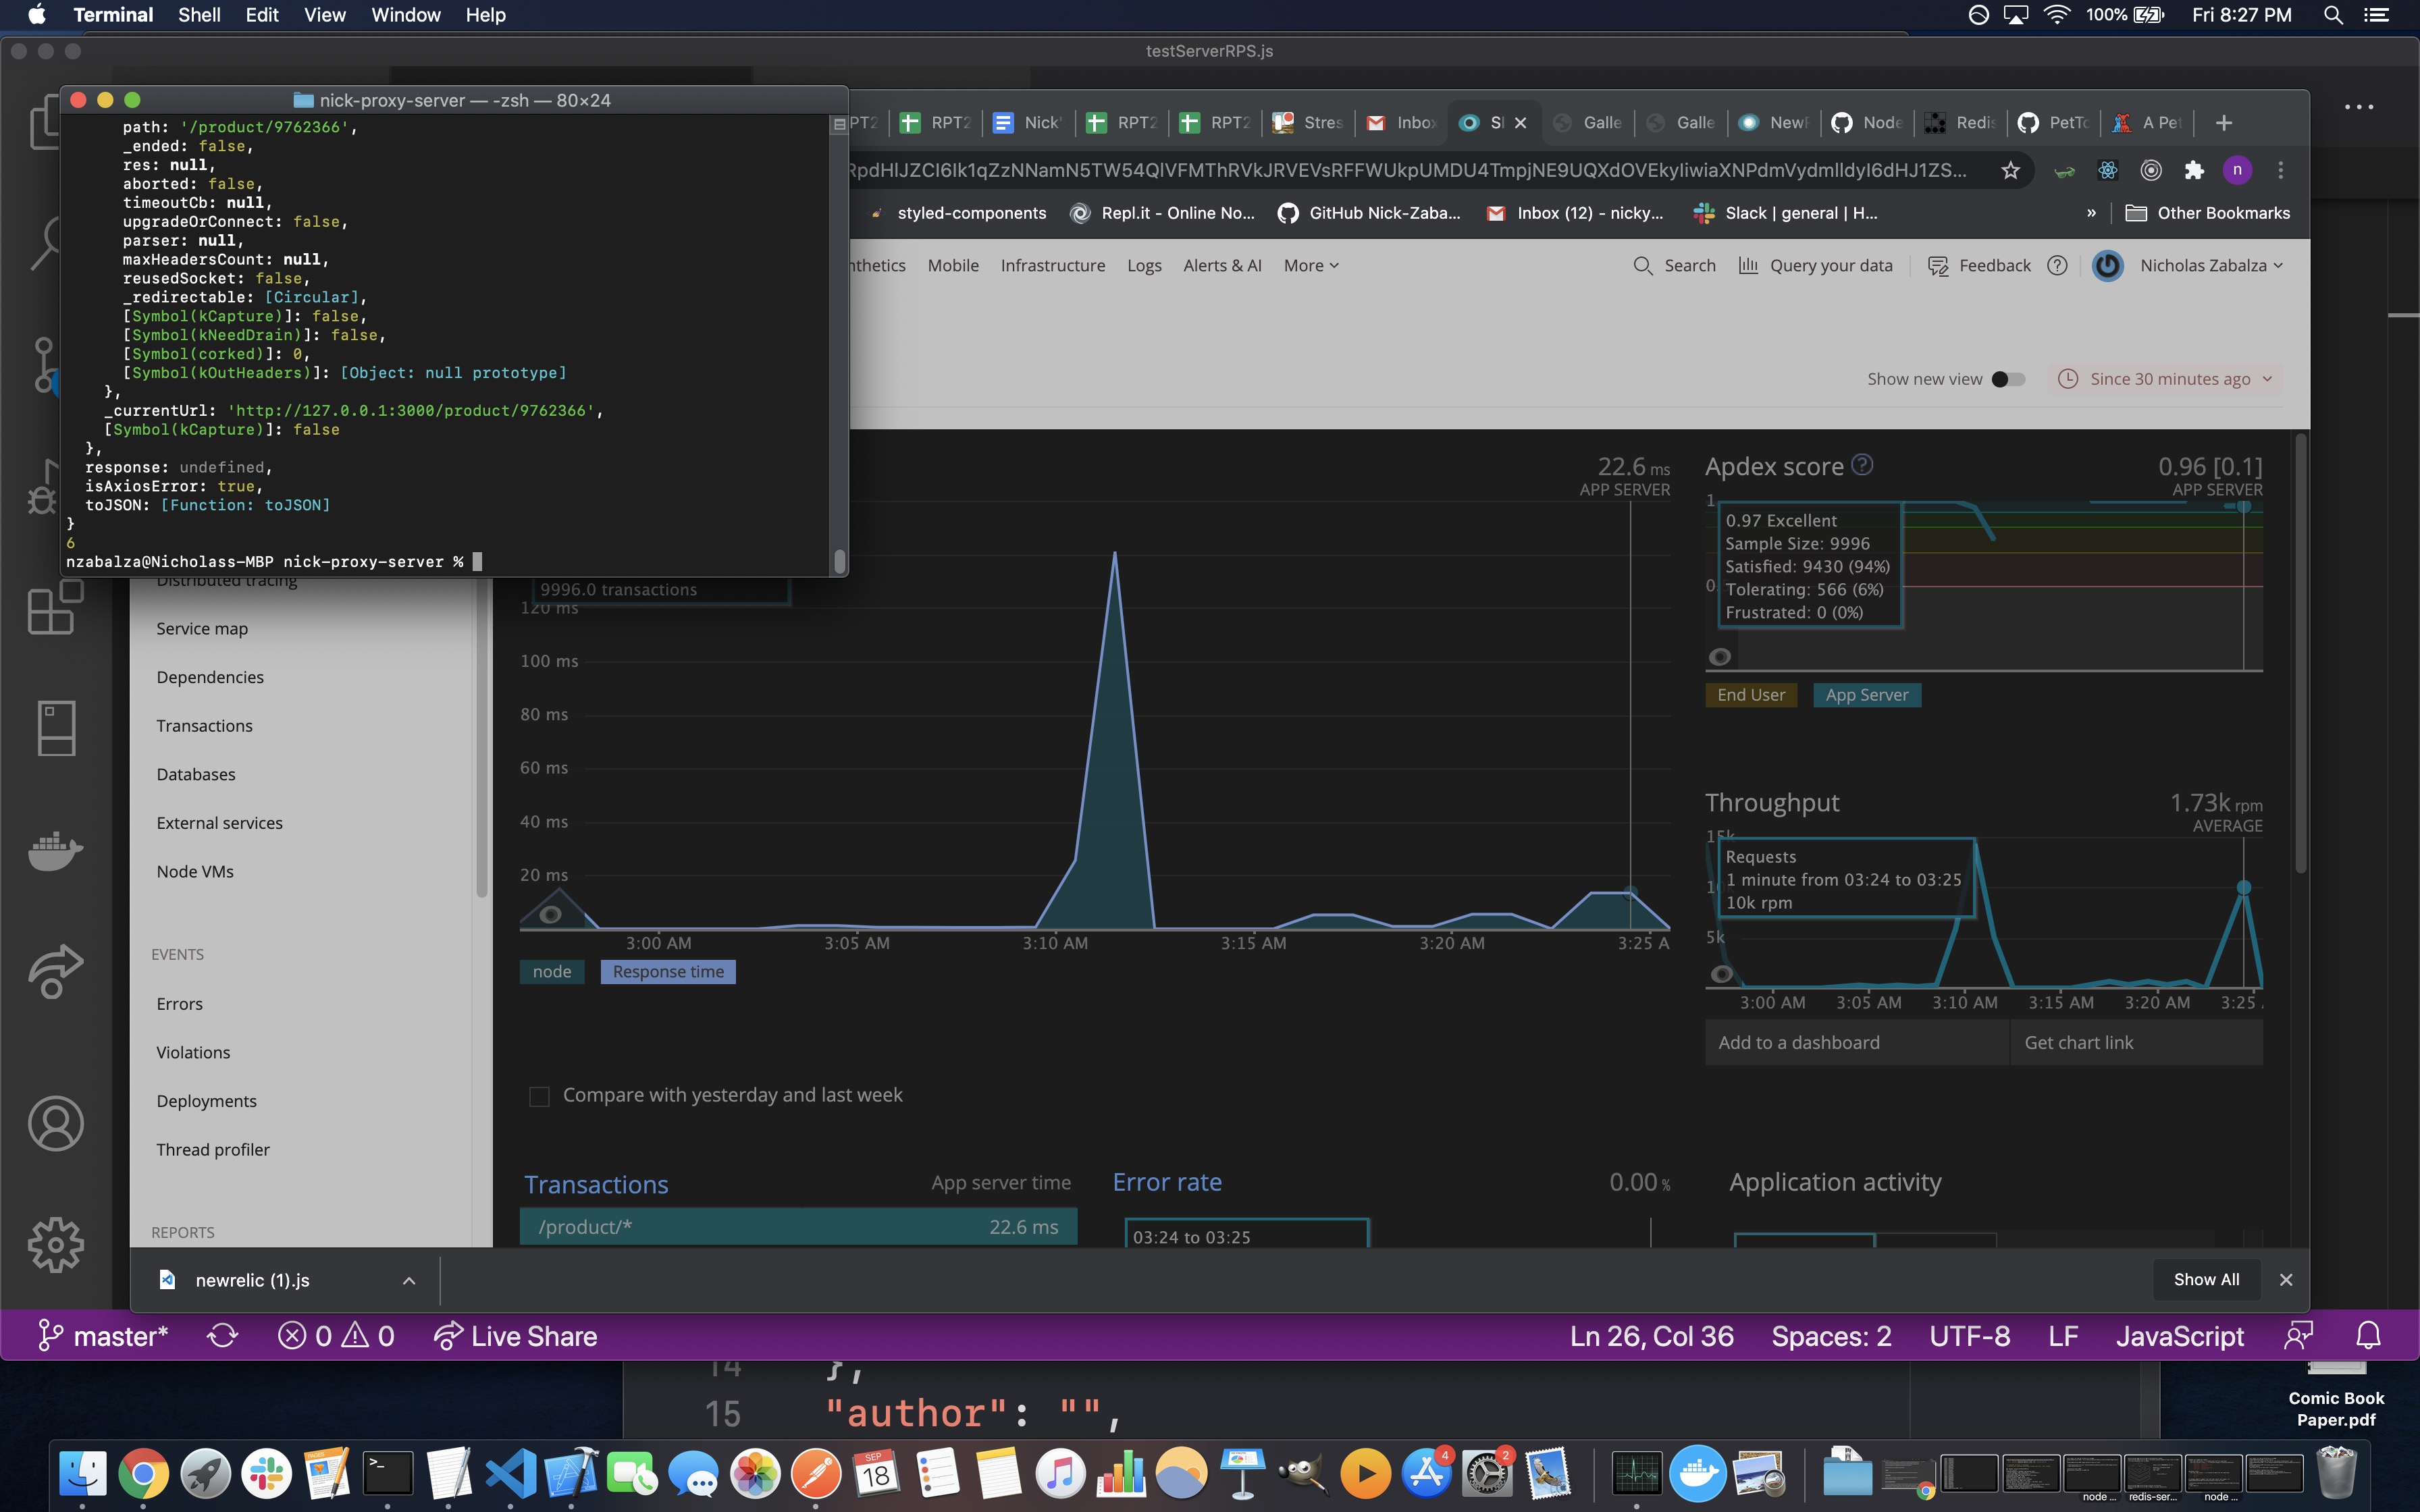 Terminal Shell Edit View Window Help
100% Fri 8:27 PM
testServerRPS.js
nick-proxy-server — -zsh — 80×24
path: '/product/9762366',
_ended: false,
res: null,
aborted: false,
timeoutCb: null,
upgradeOrConnect: false,
parser: null,
maxHeadersCount: null,
reusedSocket: false,
_redirectable: [Circular],
[Symbol(kCapture)]: false,
[Symbol(kNeedDrain)]: false,
[Symbol(corked)]: 0,
[Symbol(kOutHeaders)]: [Object: null prototype]
},
_currentUrl: 'http://127.0.0.1:3000/product/9762366',
[Symbol(kCapture)]: false
},
response: undefined,
isAxiosError: true,
toJSON: [Function: toJSON]
}
6
nzabalza@Nicholass-MBP nick-proxy-server %
PT2 RPT2 Nick' RPT2 RPT2 Stres Inbo Galle Galle New Node Redis PetTo A Pet
styled-components Repl.it - Online No... GitHub Nick-Zaba... Inbox (12) - nicky... Slack | general | H... » Other Bookmarks
nthetics Mobile Infrastructure Logs Alerts & AI More Search Query your data Feedback Nicholas Zabalza
Show new view Since 30 minutes ago
22.6 ms
APP SERVER
9996.0 transactions
120 ms
100 ms
80 ms
60 ms
40 ms
20 ms
3:00 AM 3:05 AM 3:10 AM 3:15 AM 3:20 AM 3:25 A
node Response time
Apdex score 0.96 [0.1]
APP SERVER
1
0.97 Excellent
Sample Size: 9996
Satisfied: 9430 (94%)
Tolerating: 566 (6%)
Frustrated: 0 (0%)
End User App Server
Throughput 1.73k rpm
AVERAGE
15k
Requests
1 minute from 03:24 to 03:25
10k rpm
5k
3:00 AM 3:05 AM 3:10 AM 3:15 AM 3:20 AM 3:25
Add to a dashboard Get chart link
Distributed tracing
Service map
Dependencies
Transactions
Databases
External services
Node VMs
EVENTS
Errors
Violations
Deployments
Thread profiler
REPORTS
Compare with yesterday and last week
Transactions App server time
/product/* 22.6 ms
Error rate 0.00 %
03:24 to 03:25
Application activity
newrelic (1).js
Show All
master* 0 0 Live Share
Ln 26, Col 36 Spaces: 2 UTF-8 LF JavaScript
14 },
15 "author": "",
Comic Book
Paper.pdf
SEP
18
4
2
node ...
redis-ser...
node ...